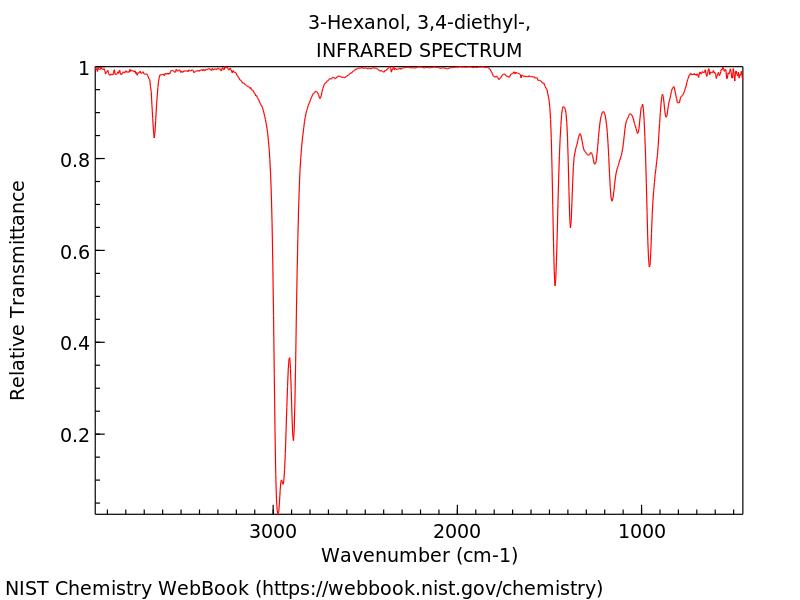 3-Hexanol, 3,4-diethyl-,
INFRARED SPECTRUM
1
0.8
0.6
0.4
0.2
Relative Transmittance
3000 2000 1000
Wavenumber (cm-1)
NIST Chemistry WebBook (https://webbook.nist.gov/chemistry)